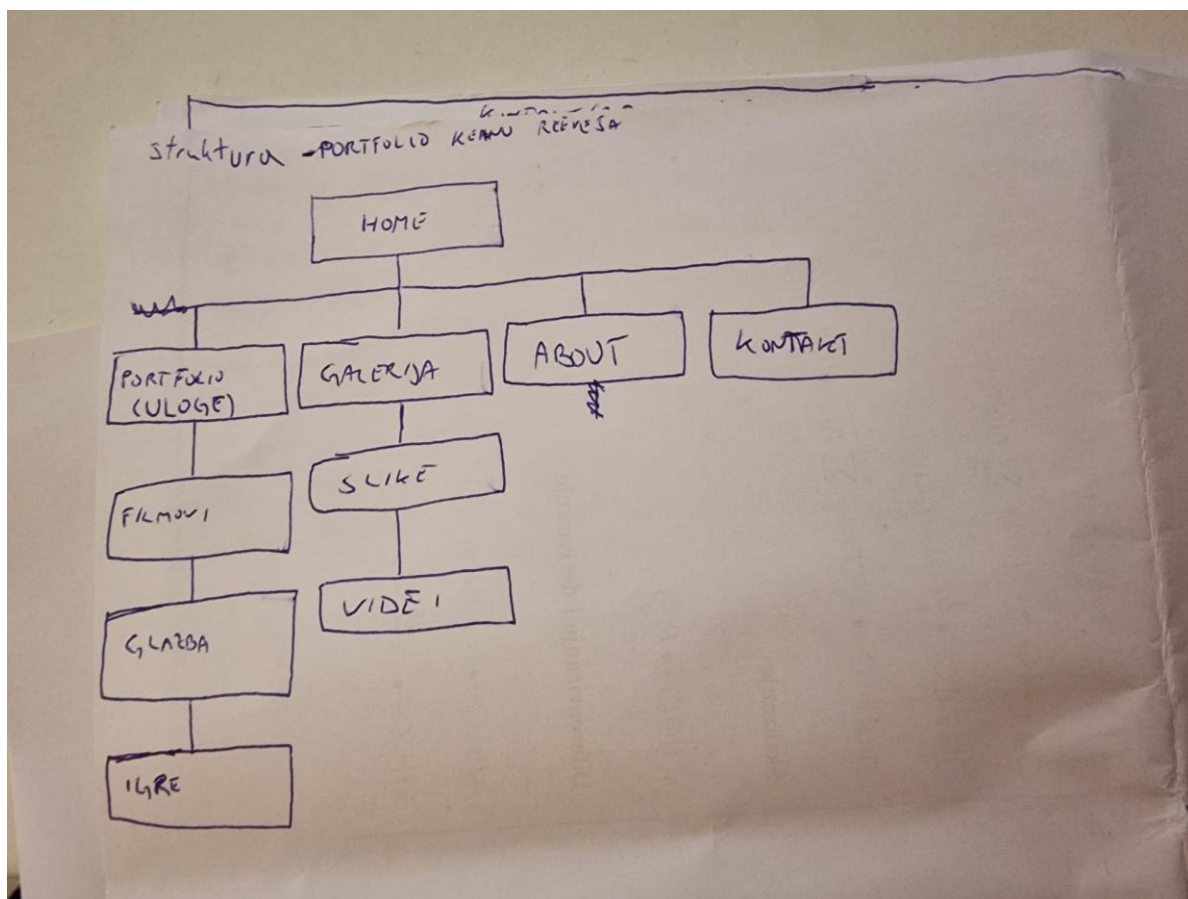 struktura - PORTFOLIO KEANU REEVESA
HOME
PORTFOLIO
(ULOGE)
GALERIJA
ABOUT
KONTAKT
FILMOVI
SLIKE
GLAZBA
VIDEI
IGRE